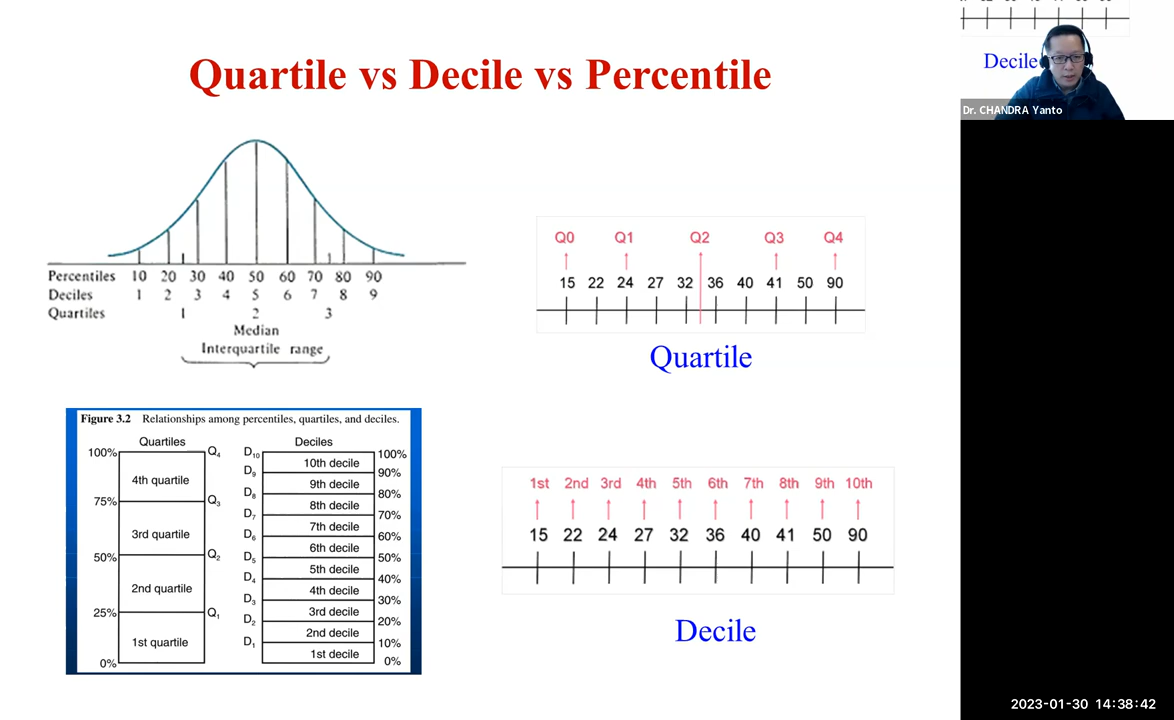 Quartile vs Decile vs Percentile
Percentiles 10 20 30 40 50 60 70 80 90
Deciles 1 2 3 4 5 6 7 8 9
Quartiles 1 2 3
Median
Interquartile range
Q0 Q1 Q2 Q3 Q4
15 22 24 27 32 36 40 41 50 90
Quartile
Figure 3.2 Relationships among percentiles, quartiles, and deciles.
Quartiles
100% Q4
4th quartile
75% Q3
3rd quartile
50% Q2
2nd quartile
25% Q1
1st quartile
0%
Deciles
D10 100%
10th decile
D9 90%
9th decile
D8 80%
8th decile
D7 70%
7th decile
D6 60%
6th decile
D5 50%
5th decile
D4 40%
4th decile
D3 30%
3rd decile
D2 20%
2nd decile
D1 10%
1st decile
0%
1st 2nd 3rd 4th 5th 6th 7th 8th 9th 10th
15 22 24 27 32 36 40 41 50 90
Decile
Decile
Dr. CHANDRA Yanto
2023-01-30 14:38:42